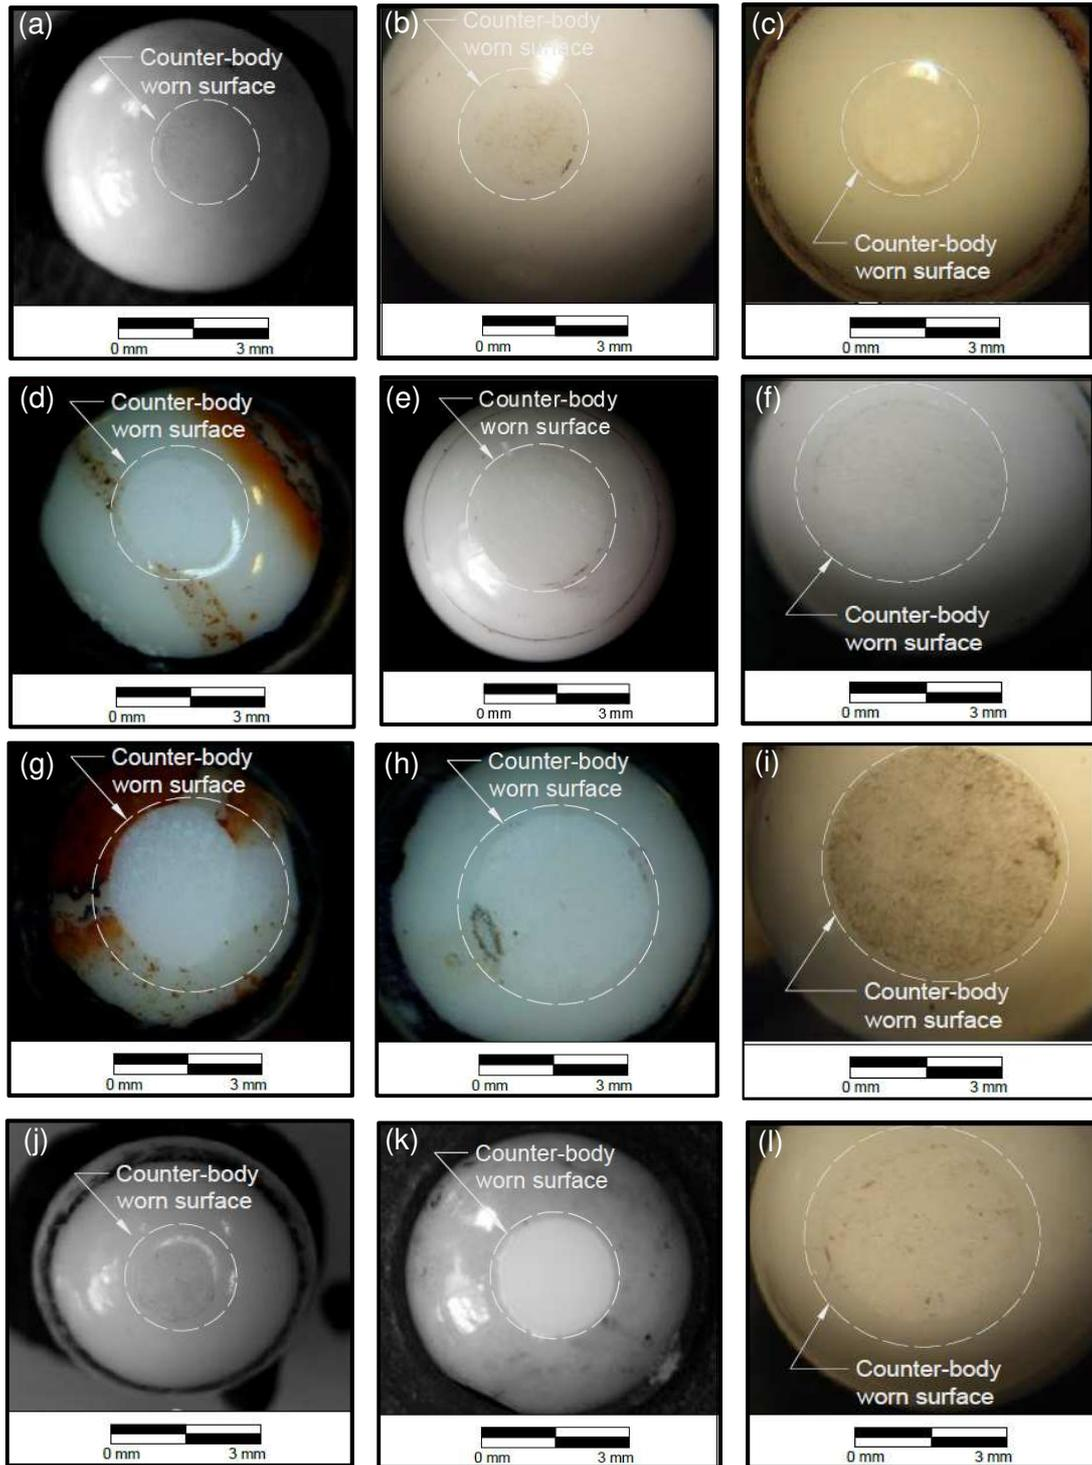 (a)
Counter-body
worn surface
0 mm 3 mm
(b)
Counter-body
worn surface
0 mm 3 mm
(c)
Counter-body
worn surface
0 mm 3 mm
(d)
Counter-body
worn surface
0 mm 3 mm
(e)
Counter-body
worn surface
0 mm 3 mm
(f)
Counter-body
worn surface
0 mm 3 mm
(g)
Counter-body
worn surface
0 mm 3 mm
(h)
Counter-body
worn surface
0 mm 3 mm
(i)
Counter-body
worn surface
0 mm 3 mm
(j)
Counter-body
worn surface
0 mm 3 mm
(k)
Counter-body
worn surface
0 mm 3 mm
(l)
Counter-body
worn surface
0 mm 3 mm